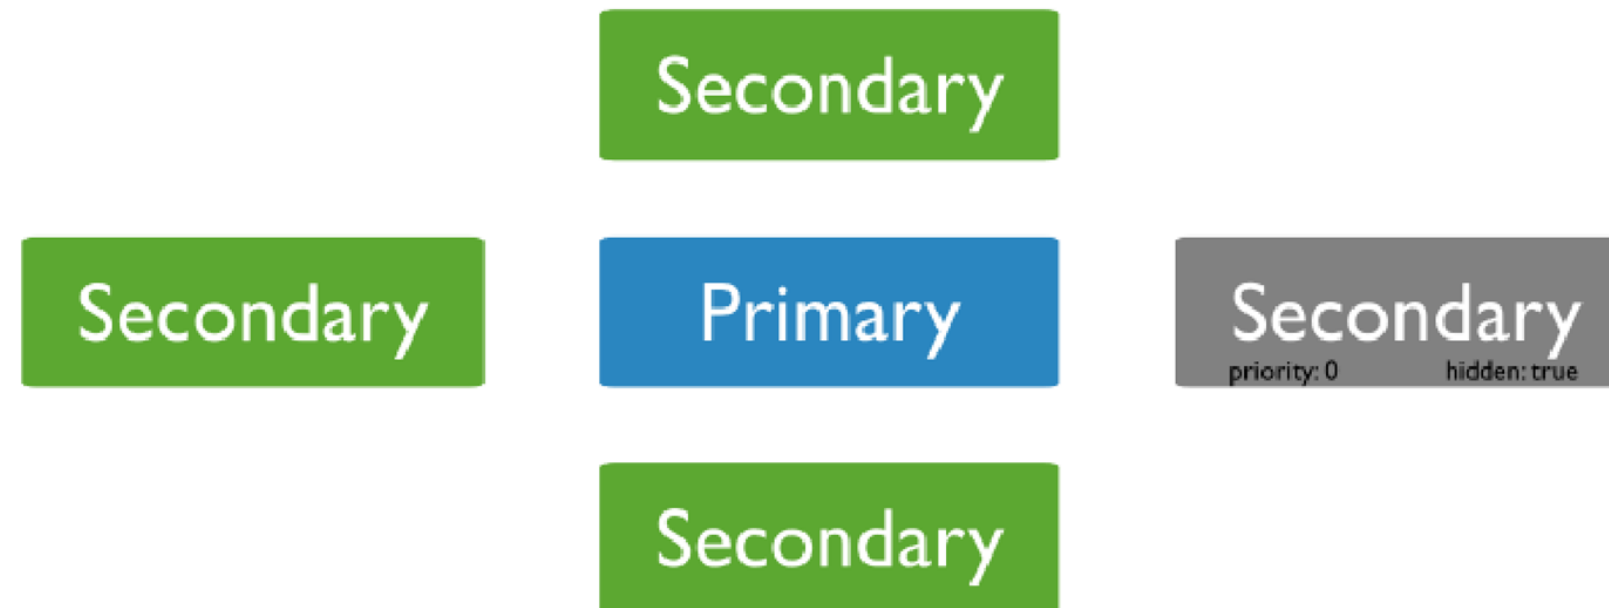 Secondary
Secondary
Primary
Secondary
priority: 0
hidden: true
Secondary